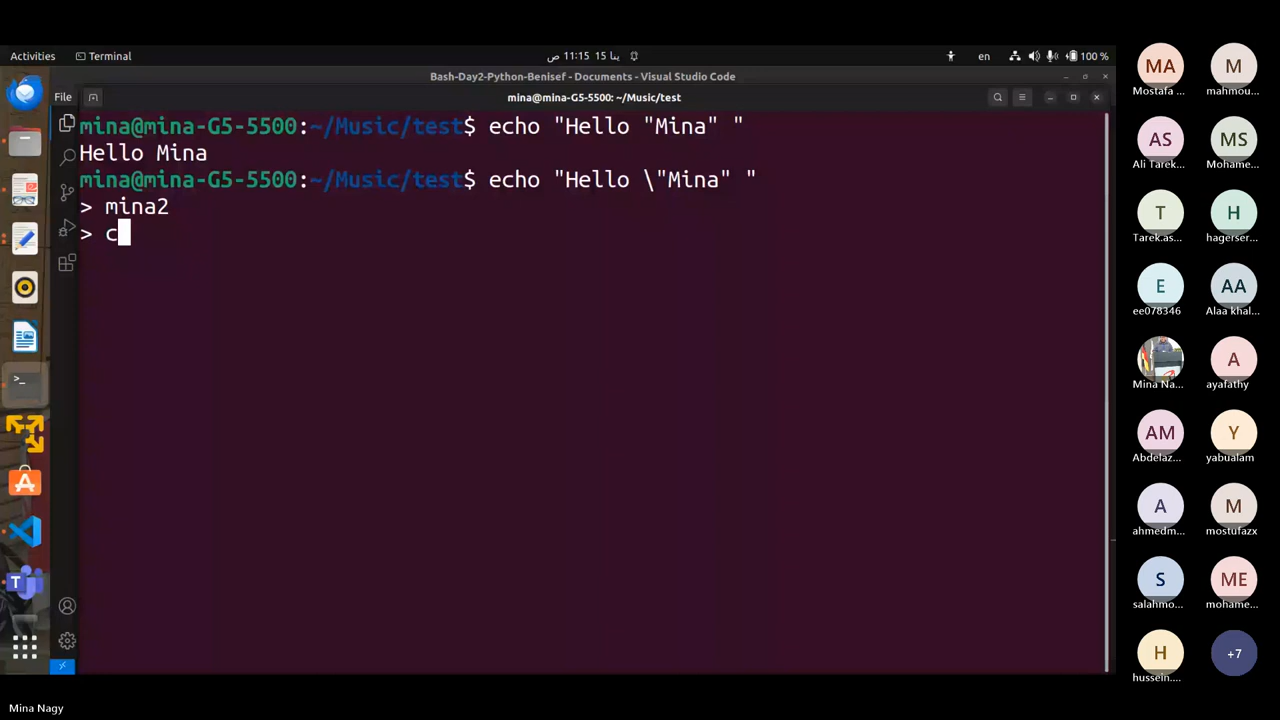 Activities Terminal 11:15 ص 15 يناير en 100 %
Bash-Day2-Python-Benisef - Documents - Visual Studio Code
File mina@mina-G5-5500: ~/Music/test
mina@mina-G5-5500:~/Music/test$ echo "Hello "Mina" "
Hello Mina
mina@mina-G5-5500:~/Music/test$ echo "Hello \"Mina" "
> mina2
> c
MA M
Mostafa ... mahmou...
AS MS
Ali Tarek... Mohame...
T H
Tarek.as... hagerser...
E AA
ee078346 Alaa khal...
A
Mina Na... ayafathy
AM Y
Abdelaz... yabualam
A M
ahmedm... mostufazx
S ME
salahmo... mohame...
H +7
hussein....
Mina Nagy